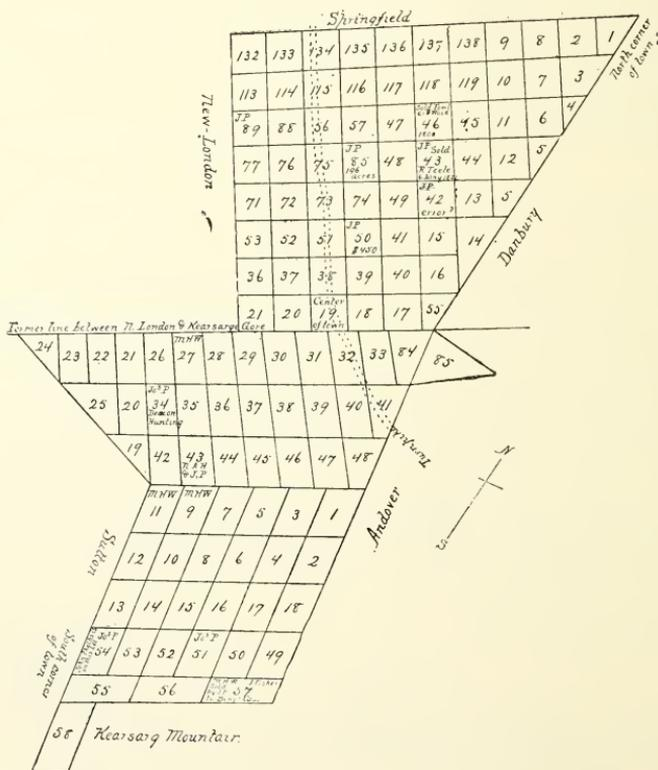 Springfield
132 133 134 135 136 137 138 9 8 2 1
North corner
of town
113 114 115 116 117 118 119 10 7 3
New-London
J.P
89 88 56 57 47 46 45 11 6 4
J.P J.P Sold
77 76 75 85 48 43 44 12 5
196 R Teele
acres
J.P.
71 72 73 74 49 42 13 5
error?
J.P
53 52 51 50 41 15 14
$450
Danbury
36 37 38 39 40 16
Center
21 20 19 18 17 55
of town
Former line between N. London & Kearsarge Gore
MHW
24 23 22 21 26 27 28 29 30 31 32 33 84 85
Jos P
25 20 34 35 36 37 38 39 40 41
Beacon
Hunting
Turnpike
19 42 43 44 45 46 47 48
& J.P
N
S
Andover
MHW MHW
11 9 7 5 3 1
Sutton
12 10 8 6 4 2
13 14 15 16 17 18
South corner
of town
Jos P Jos P
54 53 52 51 50 49
55 56 57
58 Kearsarg Mountain.